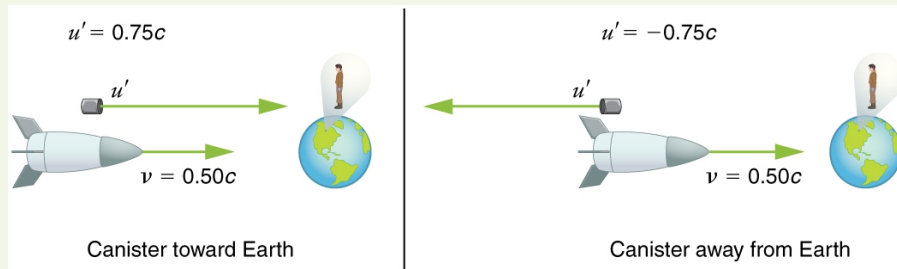 u′ = 0.75c
u′
v = 0.50c
Canister toward Earth
u′ = −0.75c
u′
v = 0.50c
Canister away from Earth